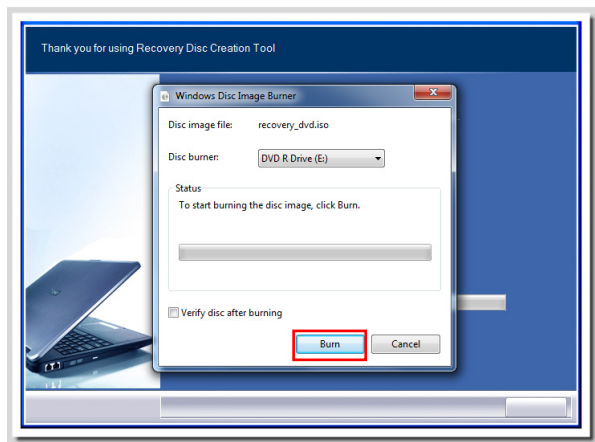 Thank you for using Recovery Disc Creation Tool
Windows Disc Image Burner
Disc image file: recovery_dvd.iso
Disc burner: DVD R Drive (E:)
Status
To start burning the disc image, click Burn.
Verify disc after burning
Burn Cancel